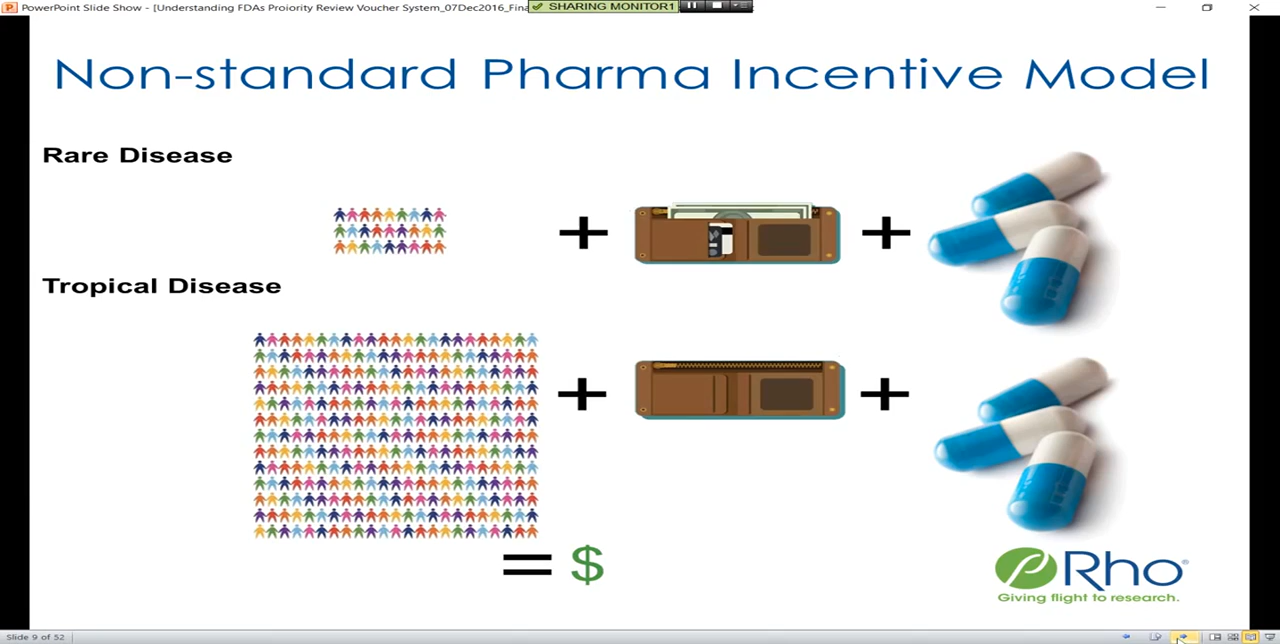 PowerPoint Slide Show - [Understanding FDAs Proiority Review Voucher System_07Dec2016_Fina
SHARING MONITOR1
Non-standard Pharma Incentive Model
Rare Disease
+ +
Tropical Disease
+ +
= $
Rho®
Giving flight to research.
Slide 9 of 52